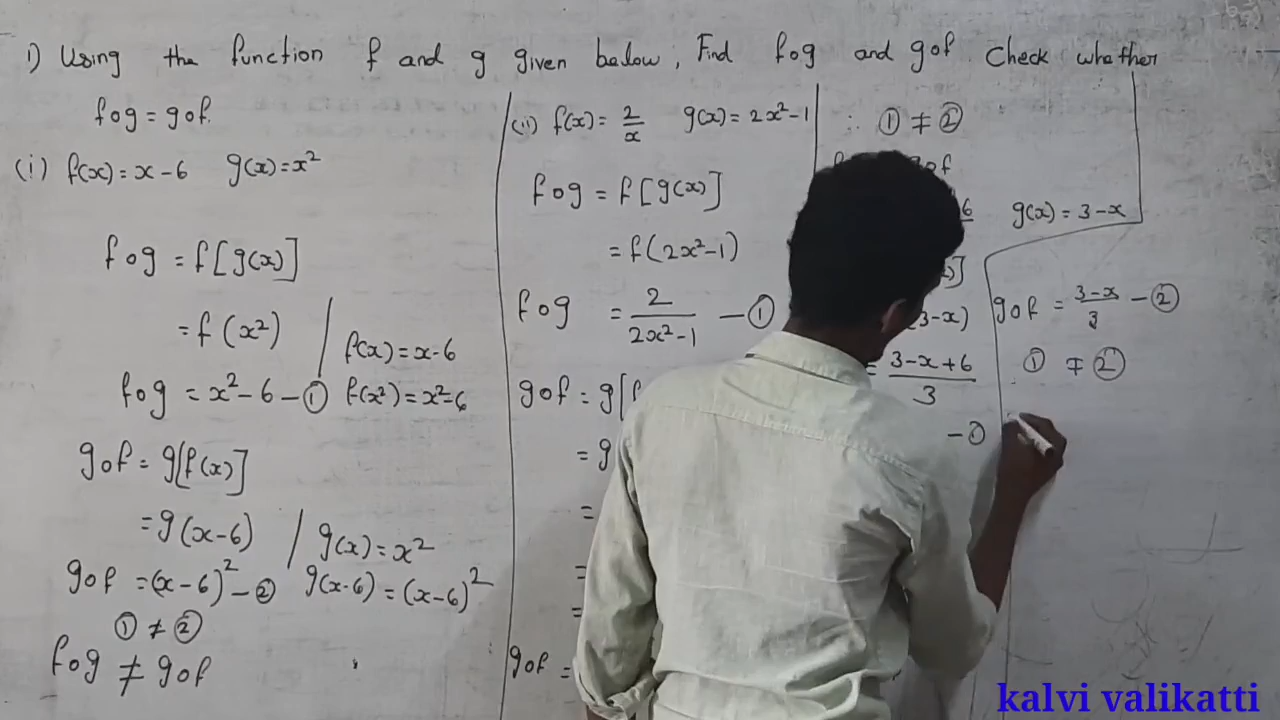 1) Using the function f and g given below, Find fog and gof check whether
fog = gof.
(i) f(x) = x - 6 g(x) = x²
fog = f[g(x)]
= f(x²)
f(x) = x - 6
fog = x² - 6 - ① f(x²) = x² - 6
gof = g[f(x)]
= g(x - 6)
g(x) = x²
gof = (x - 6)² - ② g(x - 6) = (x - 6)²
① ≠ ②
fog ≠ gof
(ii) f(x) = 2/x g(x) = 2x² - 1
fog = f[g(x)]
= f(2x² - 1)
fog = 2/(2x² - 1) - ①
gof = g[f
= g
=
=
=
gof =
∴ ① ≠ ②
gof
6 g(x) = 3 - x
]
(3 - x)
= (3 - x + 6)/3
- ①
gof = (3 - x)/3 - ②
① ≠ ②
kalvi valikatti